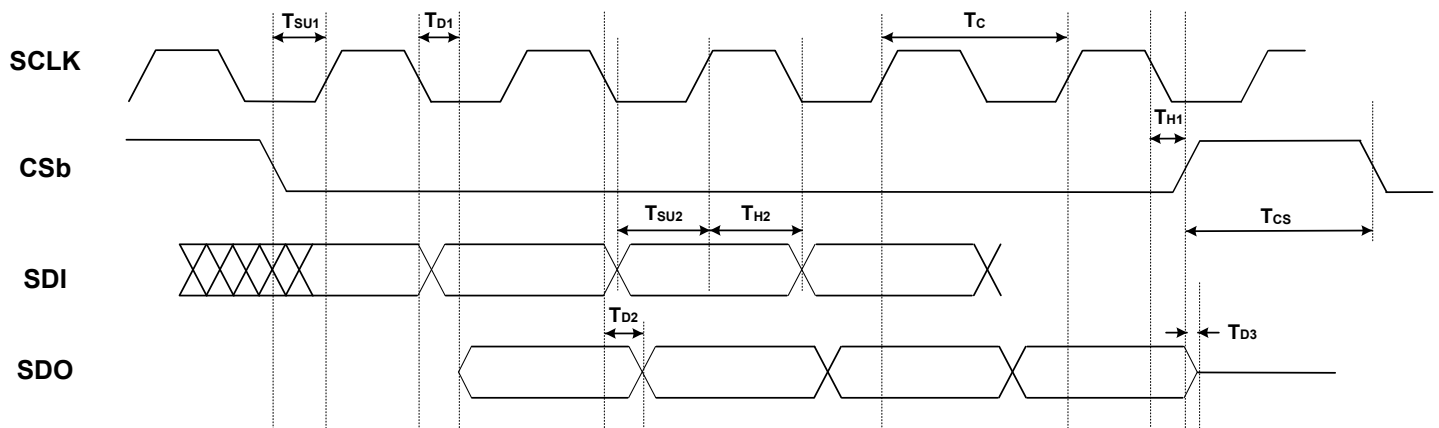 TSU1
TD1
TC
SCLK
TH1
CSb
TSU2
TH2
TCS
SDI
TD2
TD3
SDO